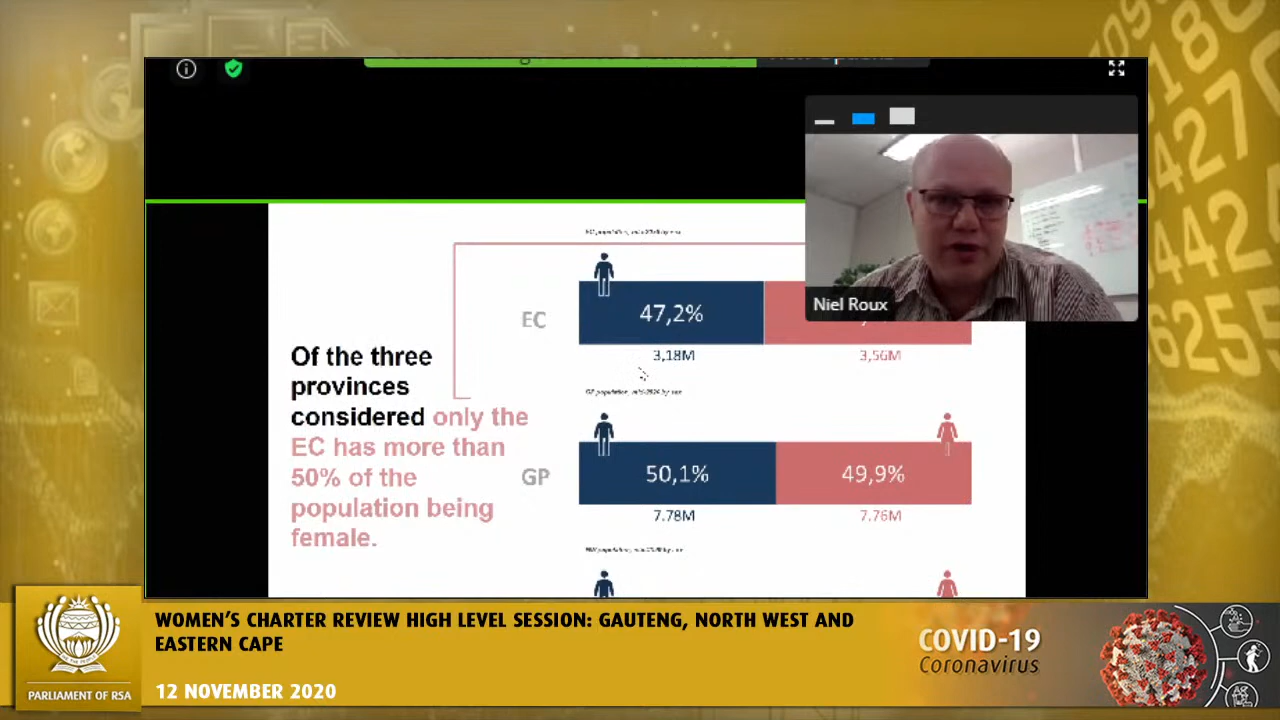 Niel Roux
EC
47,2%
3,18M
3,56M
Of the three
provinces
considered only the
EC has more than
50% of the
population being
female.
GP
50,1%
49,9%
7.78M
7.76M
WOMEN'S CHARTER REVIEW HIGH LEVEL SESSION: GAUTENG, NORTH WEST AND
EASTERN CAPE
12 NOVEMBER 2020
PARLIAMENT OF RSA
COVID-19
Coronavirus